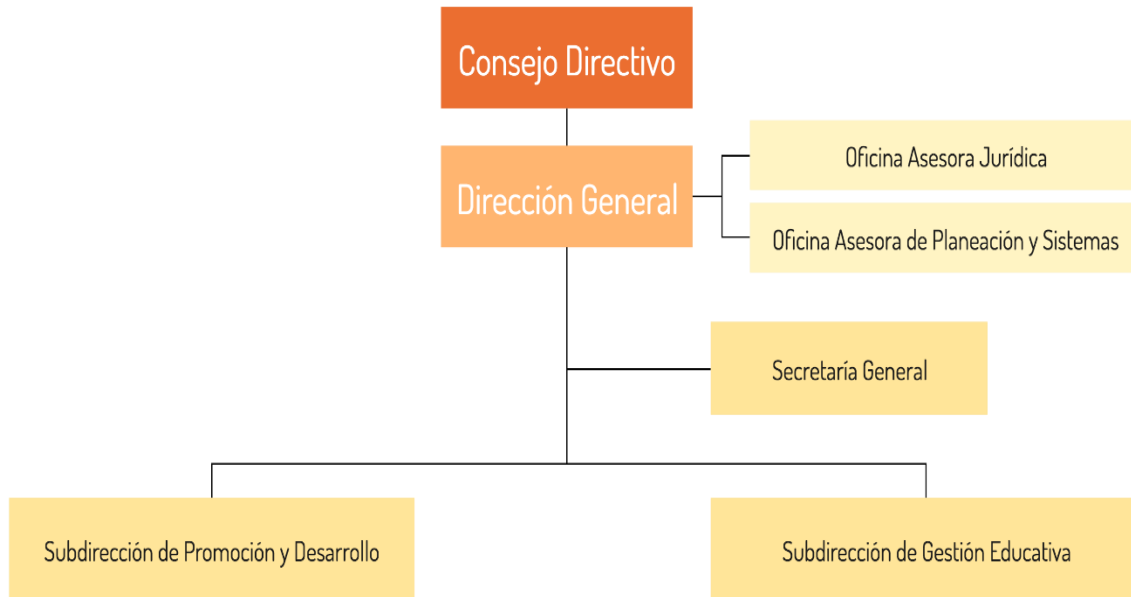 Consejo Directivo
Dirección General
Oficina Asesora Jurídica
Oficina Asesora de Planeación y Sistemas
Secretaría General
Subdirección de Promoción y Desarrollo
Subdirección de Gestión Educativa